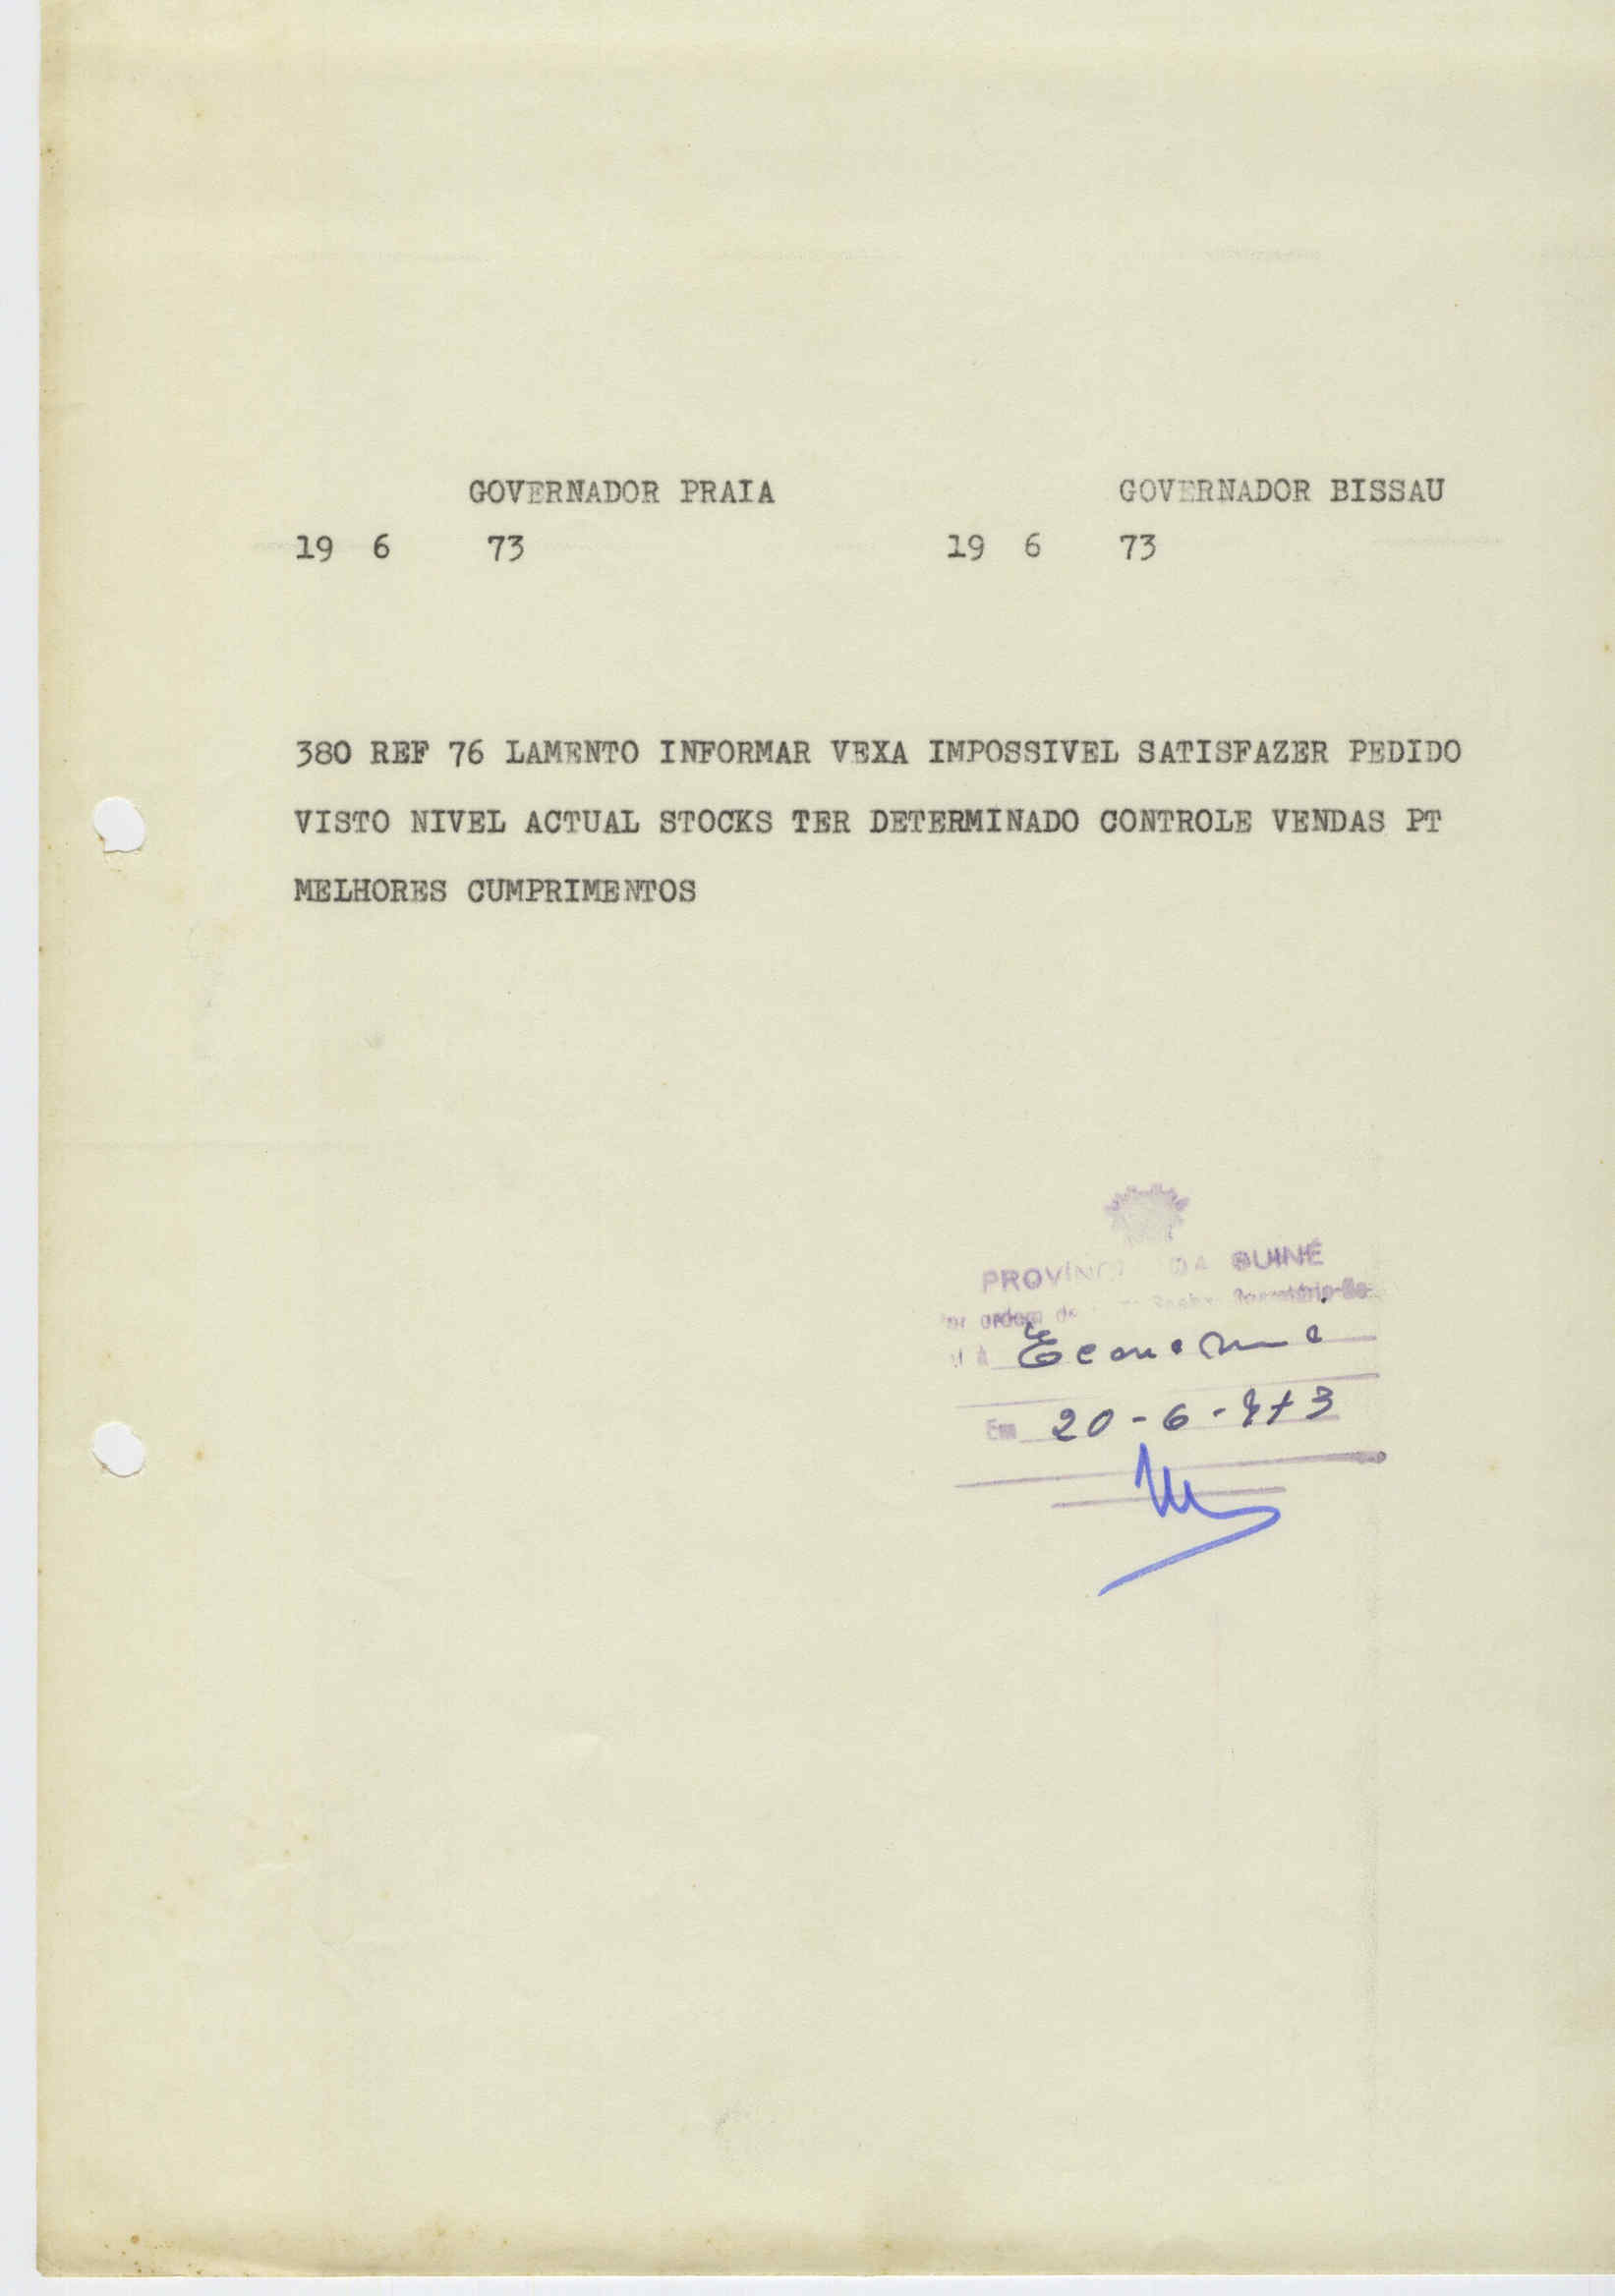 GOVERNADOR PRAIA GOVERNADOR BISSAU
19 6 73 19 6 73
380 REF 76 LAMENTO INFORMAR VEXA IMPOSSIVEL SATISFAZER PEDIDO
VISTO NIVEL ACTUAL STOCKS TER DETERMINADO CONTROLE VENDAS PT
MELHORES CUMPRIMENTOS
PROVÍNCIA DA GUINÉ
ordem de
À Economia
Em 20-6-973